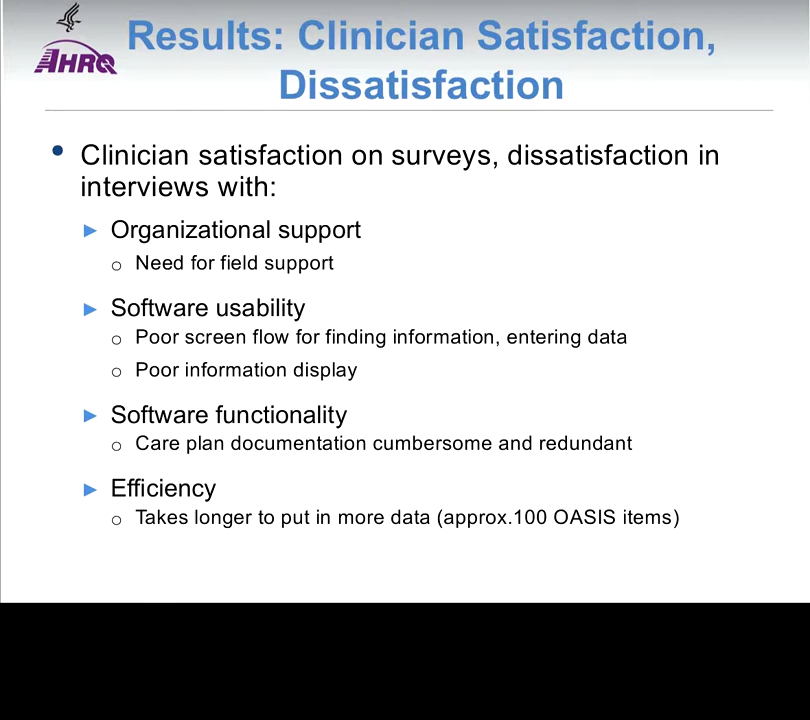 AHRQ
Results: Clinician Satisfaction,
Dissatisfaction
• Clinician satisfaction on surveys, dissatisfaction in
interviews with:
► Organizational support
○ Need for field support
► Software usability
○ Poor screen flow for finding information, entering data
○ Poor information display
► Software functionality
○ Care plan documentation cumbersome and redundant
► Efficiency
○ Takes longer to put in more data (approx.100 OASIS items)